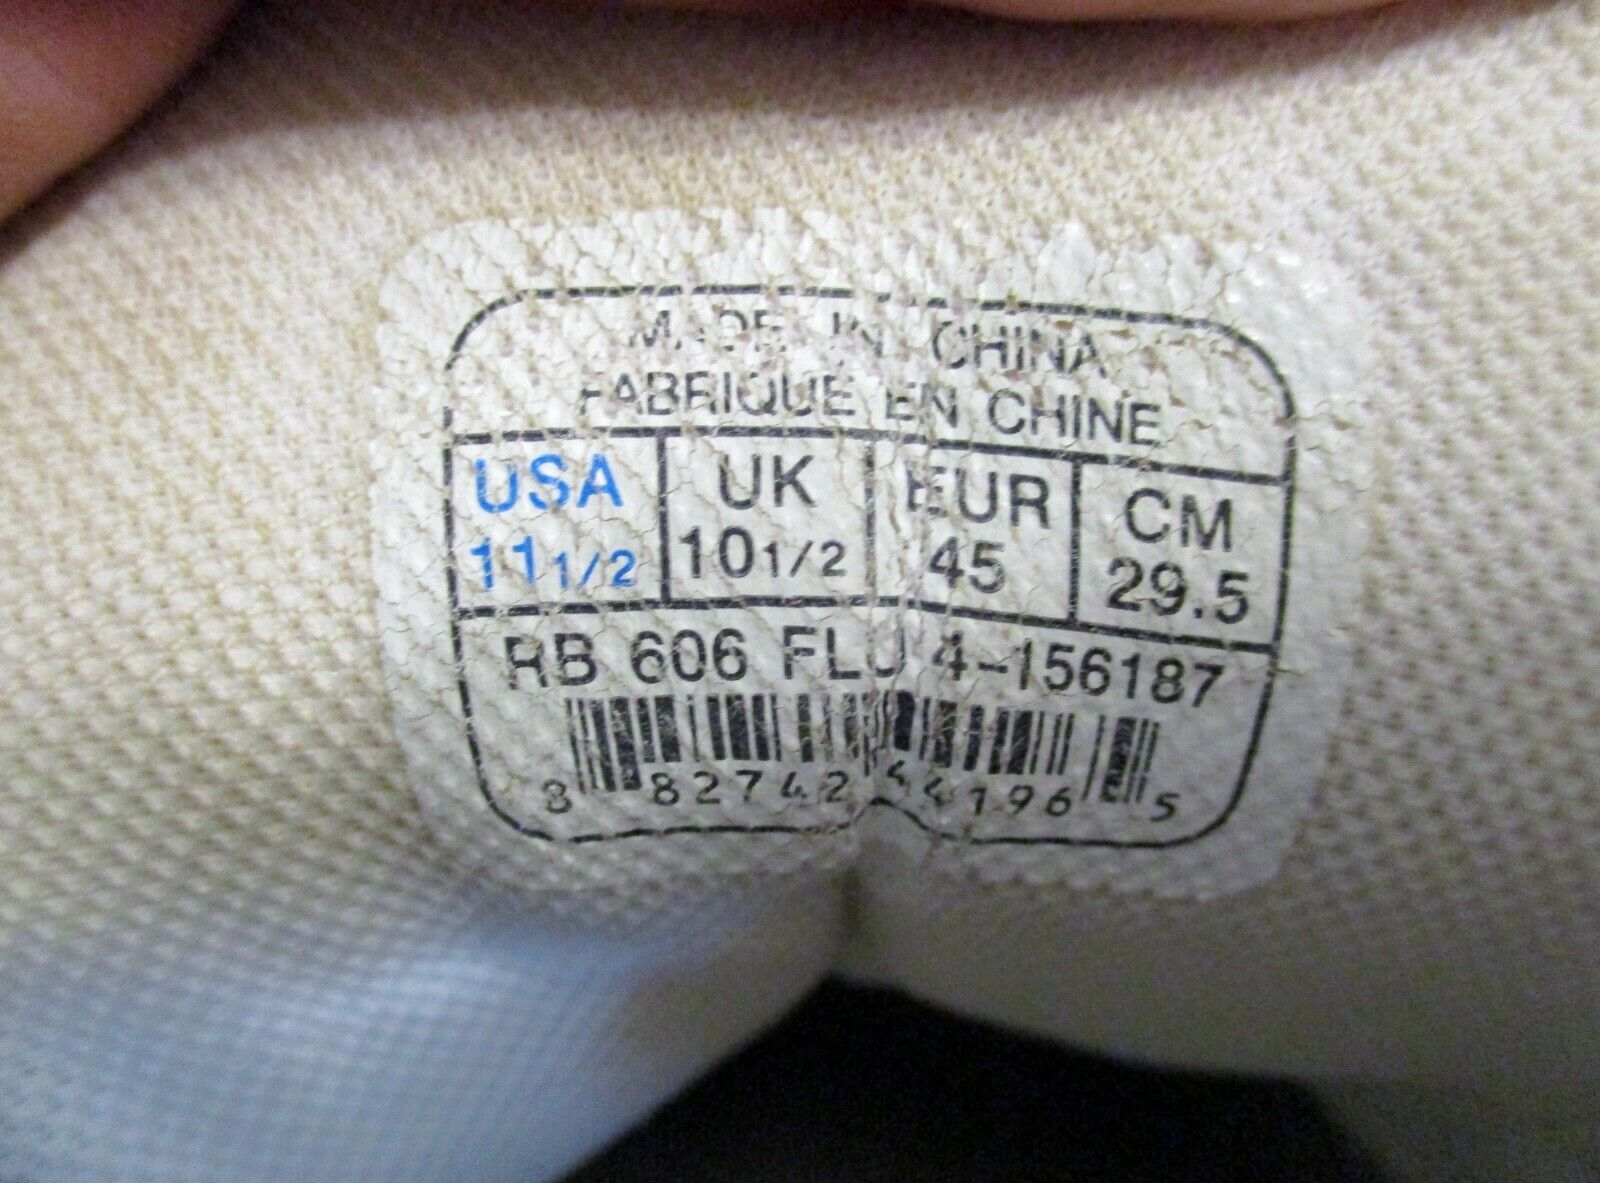 MADE IN CHINA
FABRIQUE EN CHINE
USA UK EUR CM
11 1/2 10 1/2 45 29.5
RB 606 FLU 4-156187
8 82742 44196 5